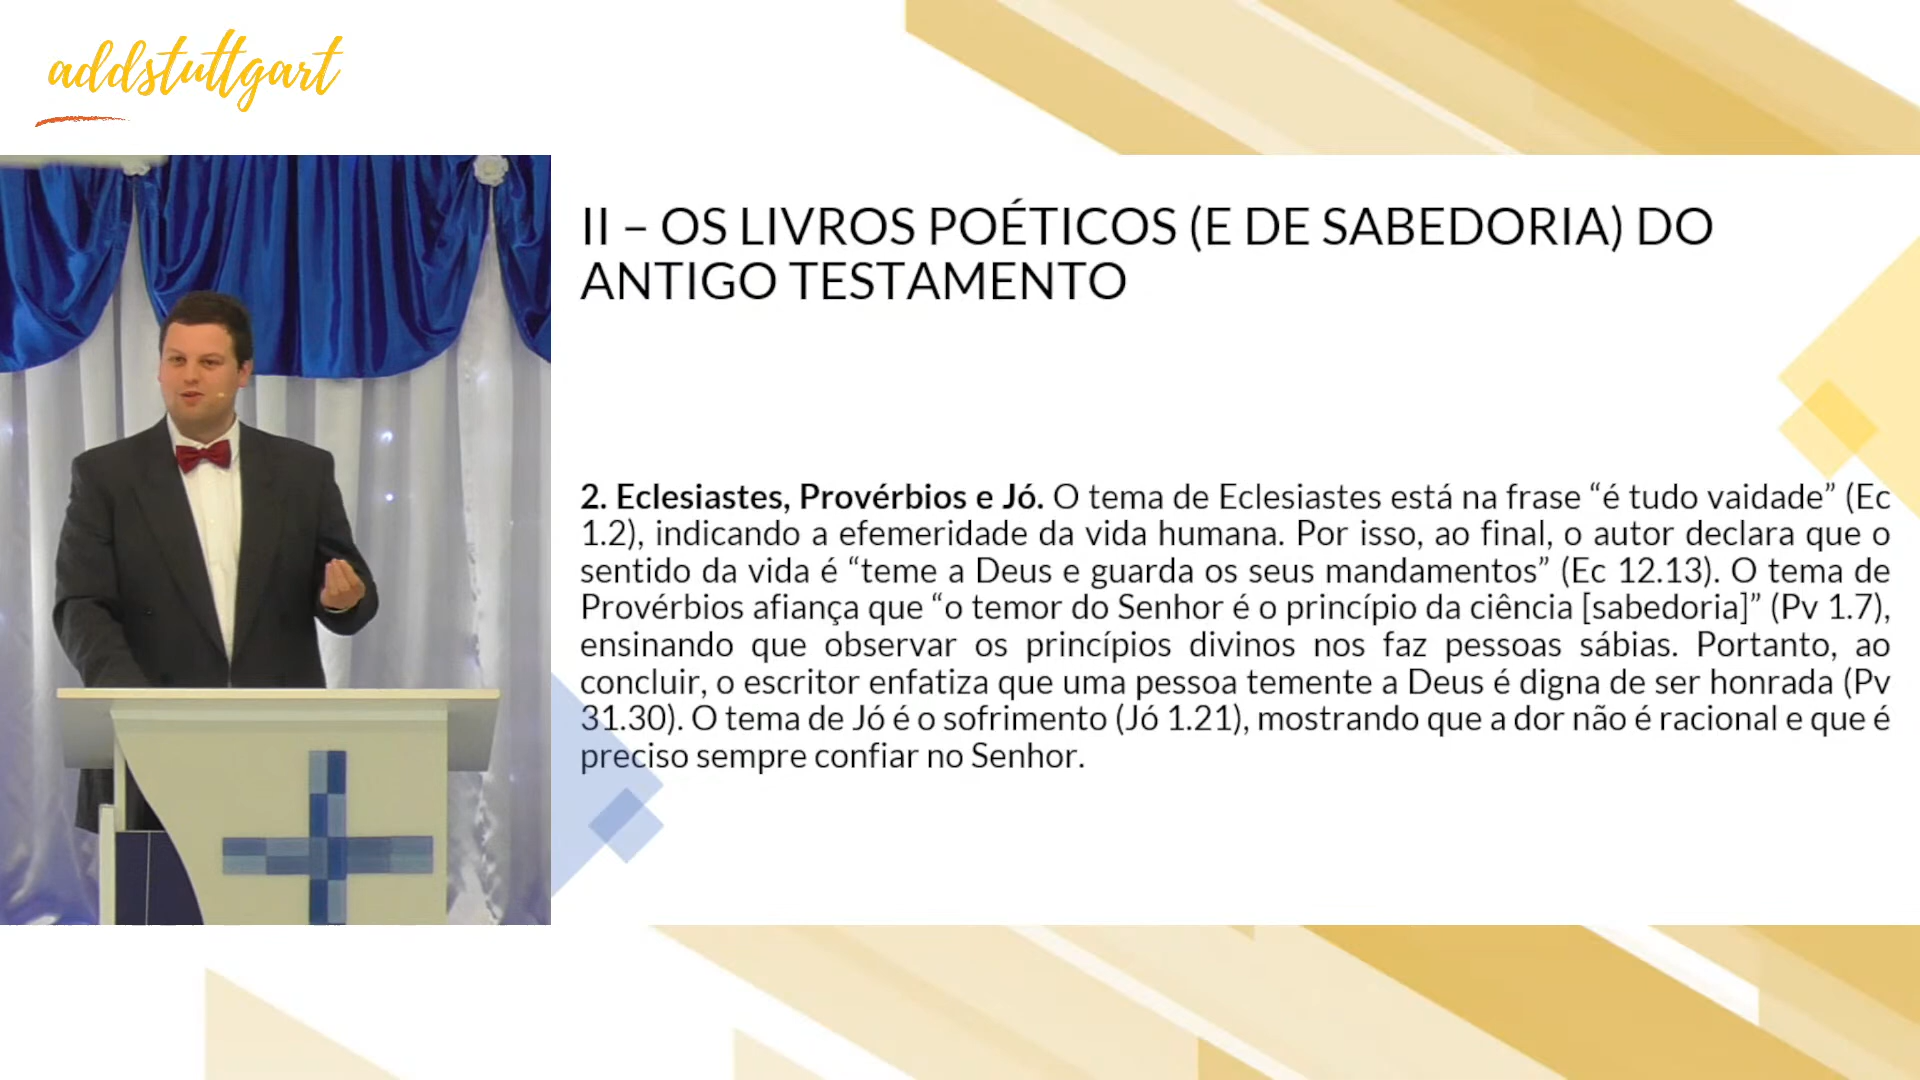 addstuttgart
II – OS LIVROS POÉTICOS (E DE SABEDORIA) DO
ANTIGO TESTAMENTO
2. Eclesiastes, Provérbios e Jó. O tema de Eclesiastes está na frase “é tudo vaidade” (Ec
1.2), indicando a efemeridade da vida humana. Por isso, ao final, o autor declara que o
sentido da vida é “teme a Deus e guarda os seus mandamentos” (Ec 12.13). O tema de
Provérbios afiança que “o temor do Senhor é o princípio da ciência [sabedoria]” (Pv 1.7),
ensinando que observar os princípios divinos nos faz pessoas sábias. Portanto, ao
concluir, o escritor enfatiza que uma pessoa temente a Deus é digna de ser honrada (Pv
31.30). O tema de Jó é o sofrimento (Jó 1.21), mostrando que a dor não é racional e que é
preciso sempre confiar no Senhor.